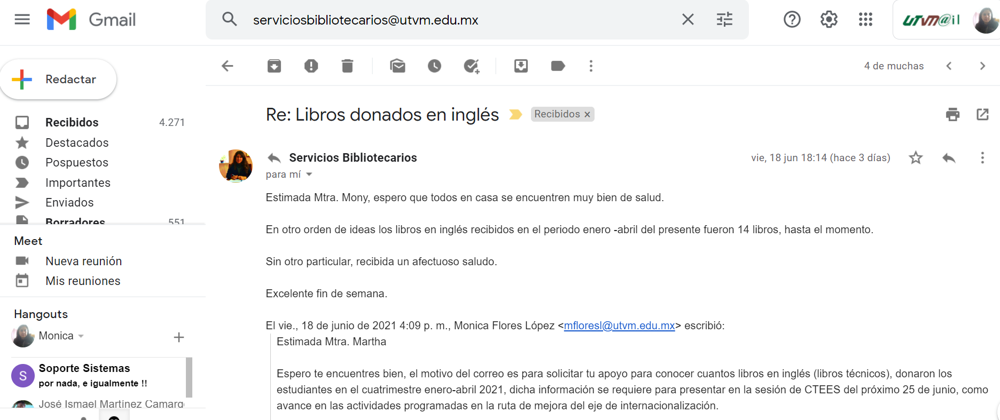 Gmail
serviciosbibliotecarios@utvm.edu.mx
UTVM@il
Redactar
4 de muchas
Recibidos 4.271
Destacados
Pospuestos
Importantes
Enviados
Borradores 551
Meet
Nueva reunión
Mis reuniones
Hangouts
Monica
S
Soporte Sistemas
por nada, e igualmente !!
José Ismael Martínez Camargo
Re: Libros donados en inglés Recibidos ×
Servicios Bibliotecarios vie, 18 jun 18:14 (hace 3 días)
para mí
Estimada Mtra. Mony, espero que todos en casa se encuentren muy bien de salud.
En otro orden de ideas los libros en inglés recibidos en el periodo enero -abril del presente fueron 14 libros, hasta el momento.
Sin otro particular, recibida un afectuoso saludo.
Excelente fin de semana.
El vie., 18 de junio de 2021 4:09 p. m., Monica Flores López <mfloresl@utvm.edu.mx> escribió:
Estimada Mtra. Martha
Espero te encuentres bien, el motivo del correo es para solicitar tu apoyo para conocer cuantos libros en inglés (libros técnicos), donaron los
estudiantes en el cuatrimestre enero-abril 2021, dicha información se requiere para presentar en la sesión de CTEES del próximo 25 de junio, como
avance en las actividades programadas en la ruta de mejora del eje de internacionalización.